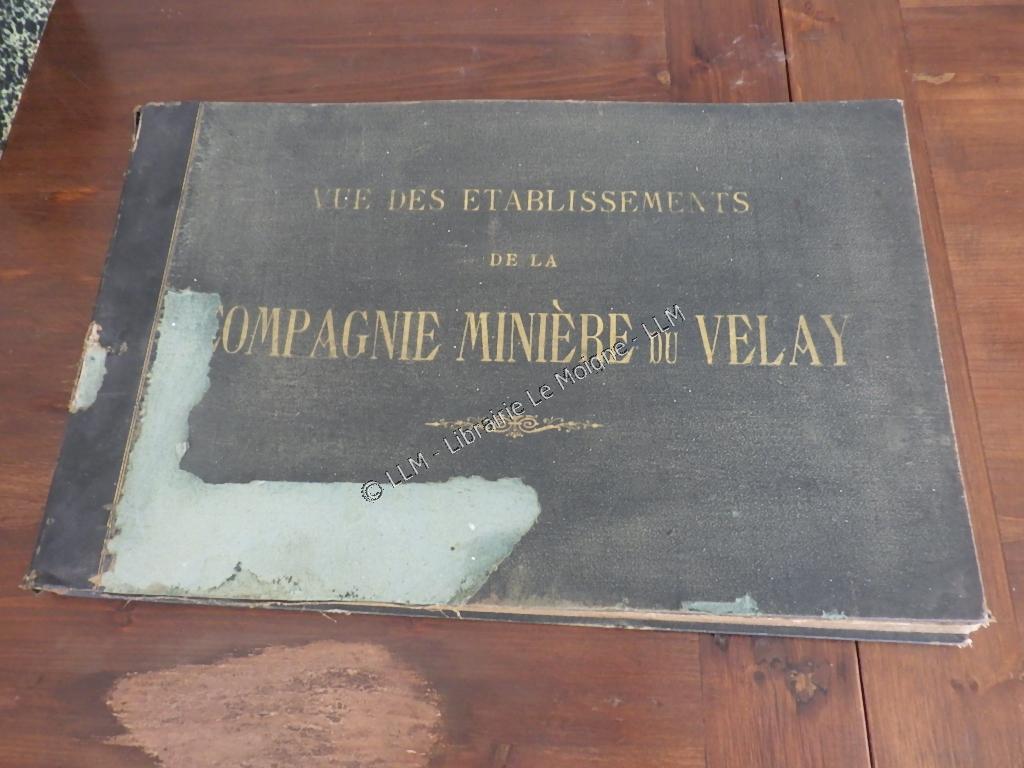 VUE DES ETABLISSEMENTS
DE LA
COMPAGNIE MINIÈRE DU VELAY
© LLM - Librairie Le Moigne - LLM